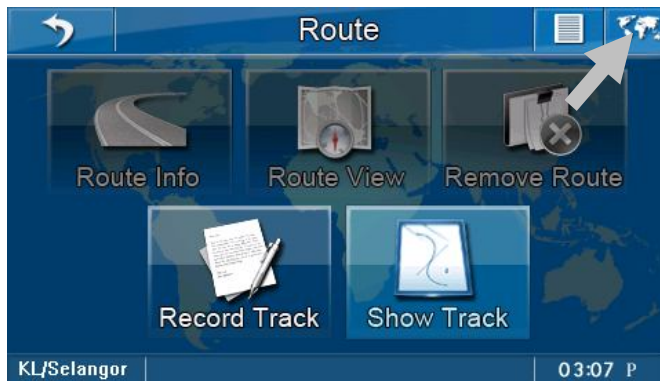 Route
Route Info Route View Remove Route
Record Track Show Track
KL/Selangor 03:07 P